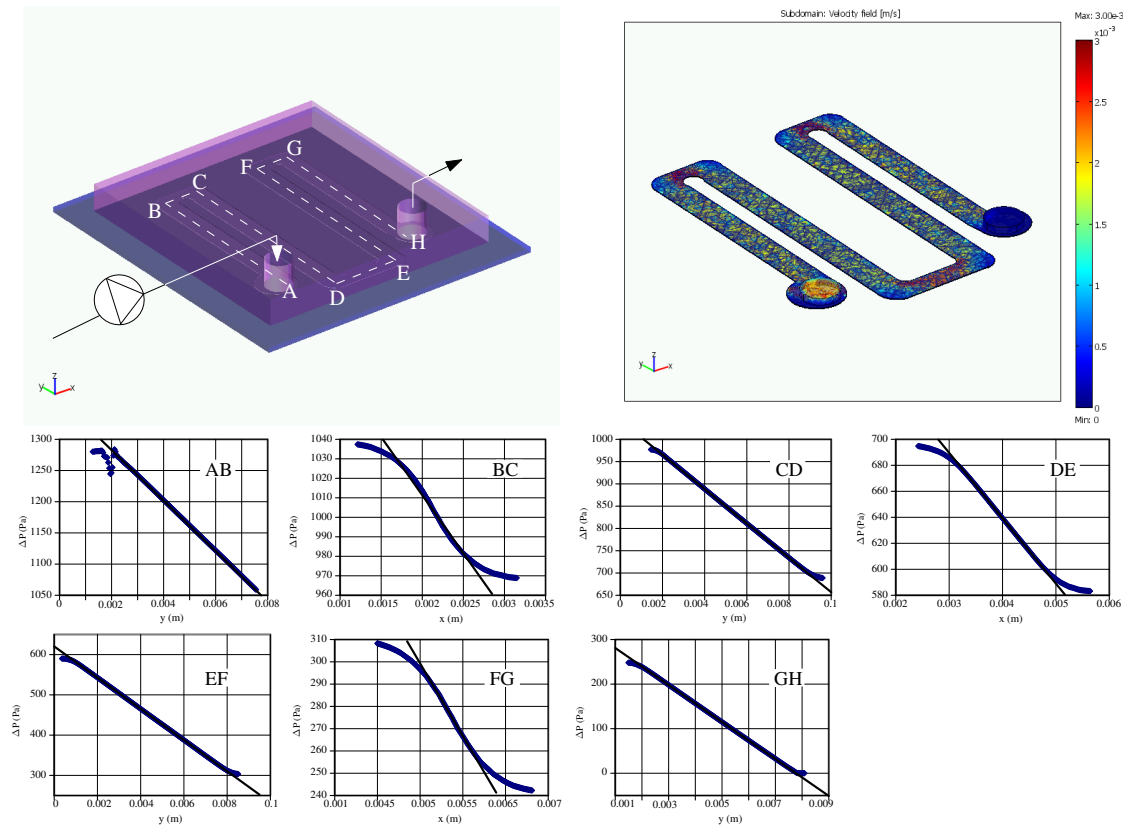 Subdomain: Velocity field [m/s]
Max: 3.00e-3
x10-3
3
2.5
2
1.5
1
0.5
0
Min: 0
G
F
C
B
H
E
A
D
z
y x
z
y x
AB
ΔP (Pa)
1300
1250
1200
1150
1100
1050
0 0.002 0.004 0.006 0.008
y (m)
BC
ΔP (Pa)
1040
1030
1020
1010
1000
990
980
970
960
0.001 0.0015 0.002 0.0025 0.003 0.0035
x (m)
CD
ΔP (Pa)
1000
950
900
850
800
750
700
650
0 0.002 0.004 0.006 0.008 0.1
y (m)
DE
ΔP (Pa)
700
680
660
640
620
600
580
0.002 0.003 0.004 0.005 0.006
x (m)
EF
ΔP (Pa)
600
500
400
300
0 0.002 0.004 0.006 0.008 0.1
y (m)
FG
ΔP (Pa)
310
300
290
280
270
260
250
240
0.001 0.0045 0.005 0.0055 0.006 0.0065 0.007
x (m)
GH
ΔP (Pa)
300
200
100
0
0.001 0.003 0.005 0.007 0.009
y (m)